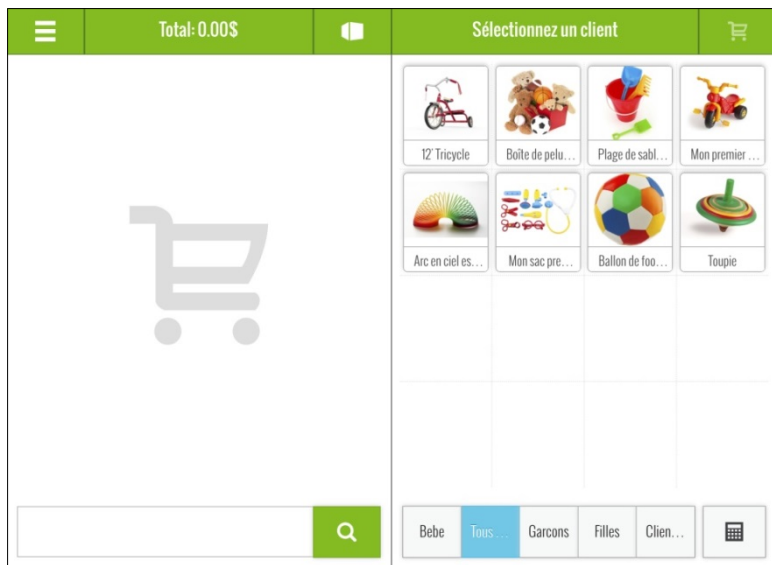 Total: 0.00$
Sélectionnez un client
12' Tricycle
Boîte de pelu...
Plage de sabl...
Mon premier ...
Arc en ciel es...
Mon sac pre...
Ballon de foo...
Toupie
Bebe
Tous ...
Garcons
Filles
Clien...